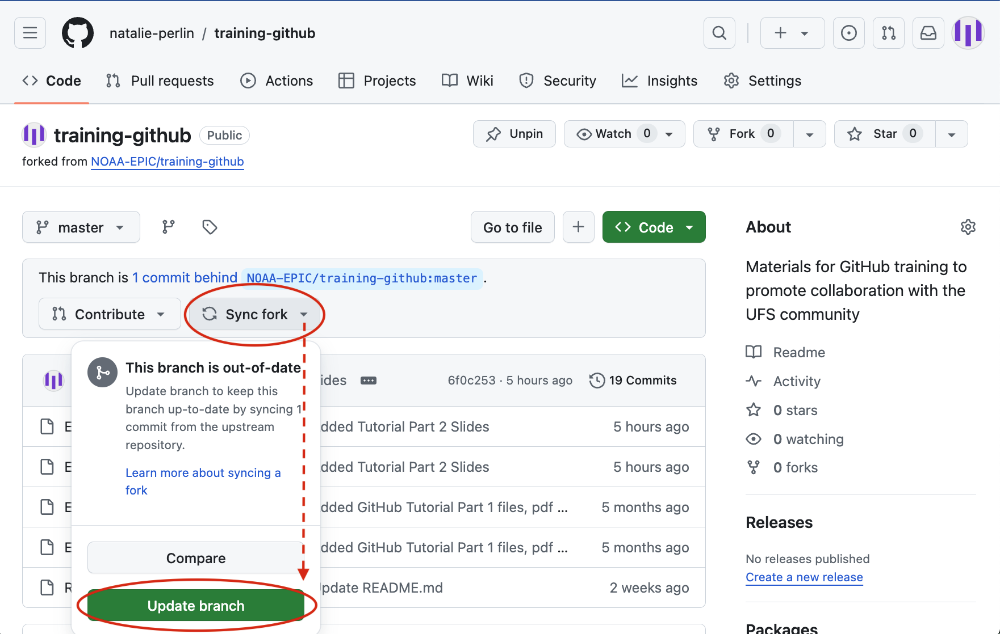 natalie-perlin / training-github
Code Pull requests Actions Projects Wiki Security Insights Settings
training-github Public
Unpin Watch 0 Fork 0 Star 0
forked from NOAA-EPIC/training-github
master Go to file Code
About
This branch is 1 commit behind NOAA-EPIC/training-github:master .
Contribute Sync fork
Materials for GitHub training to
promote collaboration with the
UFS community
Readme
Activity
0 stars
0 watching
0 forks
This branch is out-of-date
Update branch to keep this
branch up-to-date by syncing 1
commit from the upstream
repository.
Learn more about syncing a
fork
Compare
Update branch
ides 6f0c253 · 5 hours ago 19 Commits
E dded Tutorial Part 2 Slides 5 hours ago
E dded Tutorial Part 2 Slides 5 hours ago
E dded GitHub Tutorial Part 1 files, pdf ... 5 months ago
E dded GitHub Tutorial Part 1 files, pdf ... 5 months ago
R pdate README.md 2 weeks ago
Releases
No releases published
Create a new release
Packages